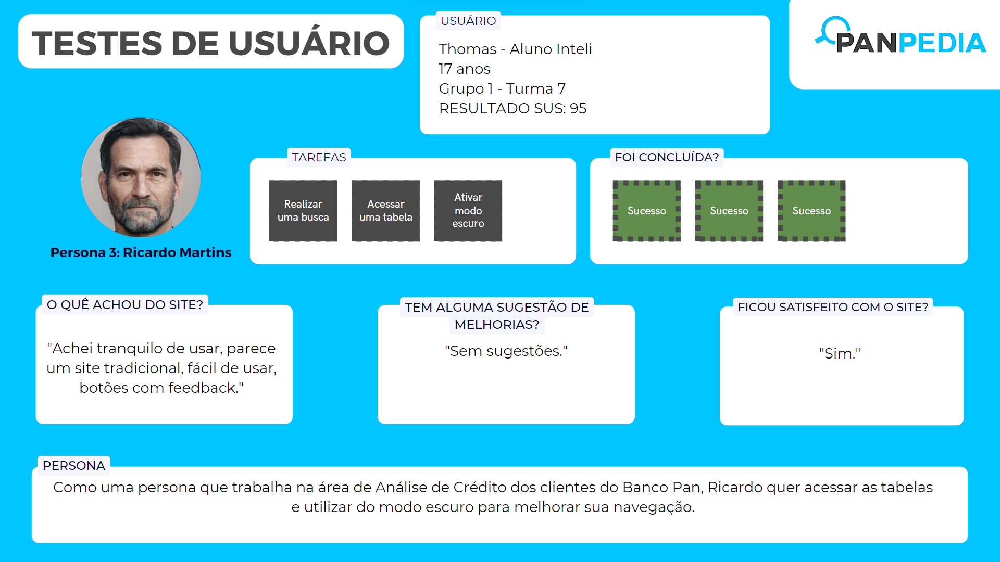 TESTES DE USUÁRIO
USUÁRIO
Thomas - Aluno Inteli
17 anos
Grupo 1 - Turma 7
RESULTADO SUS: 95
PANPEDIA
Persona 3: Ricardo Martins
TAREFAS
Realizar
uma busca
Acessar
uma tabela
Ativar
modo
escuro
FOI CONCLUÍDA?
Sucesso
Sucesso
Sucesso
O QUÊ ACHOU DO SITE?
"Achei tranquilo de usar, parece
um site tradicional, fácil de usar,
botões com feedback."
TEM ALGUMA SUGESTÃO DE
MELHORIAS?
"Sem sugestões."
FICOU SATISFEITO COM O SITE?
"Sim."
PERSONA
Como uma persona que trabalha na área de Análise de Crédito dos clientes do Banco Pan, Ricardo quer acessar as tabelas
e utilizar do modo escuro para melhorar sua navegação.